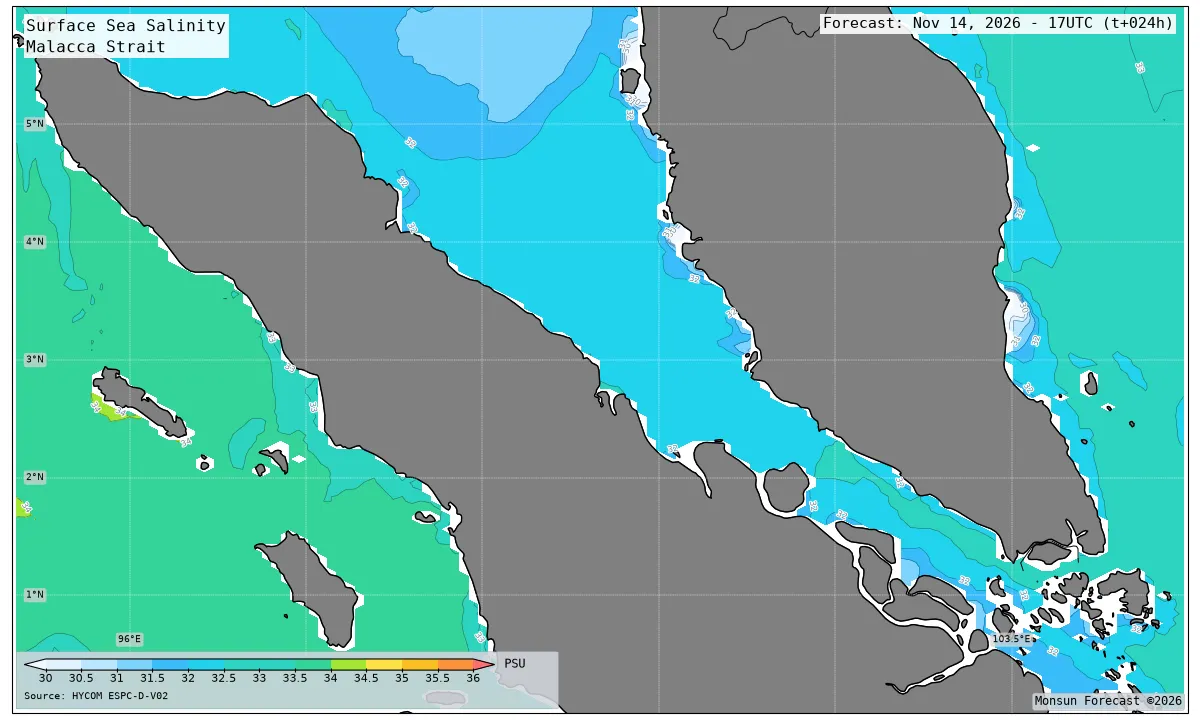 Surface Sea Salinity
Malacca Strait
Forecast: Nov 14, 2026 - 17UTC (t+024h)
5°N
4°N
3°N
2°N
1°N
96°E
103.5°E
30 30.5 31 31.5 32 32.5 33 33.5 34 34.5 35 35.5 36
PSU
Source: HYCOM ESPC-D-V02
Monsun Forecast ©2026